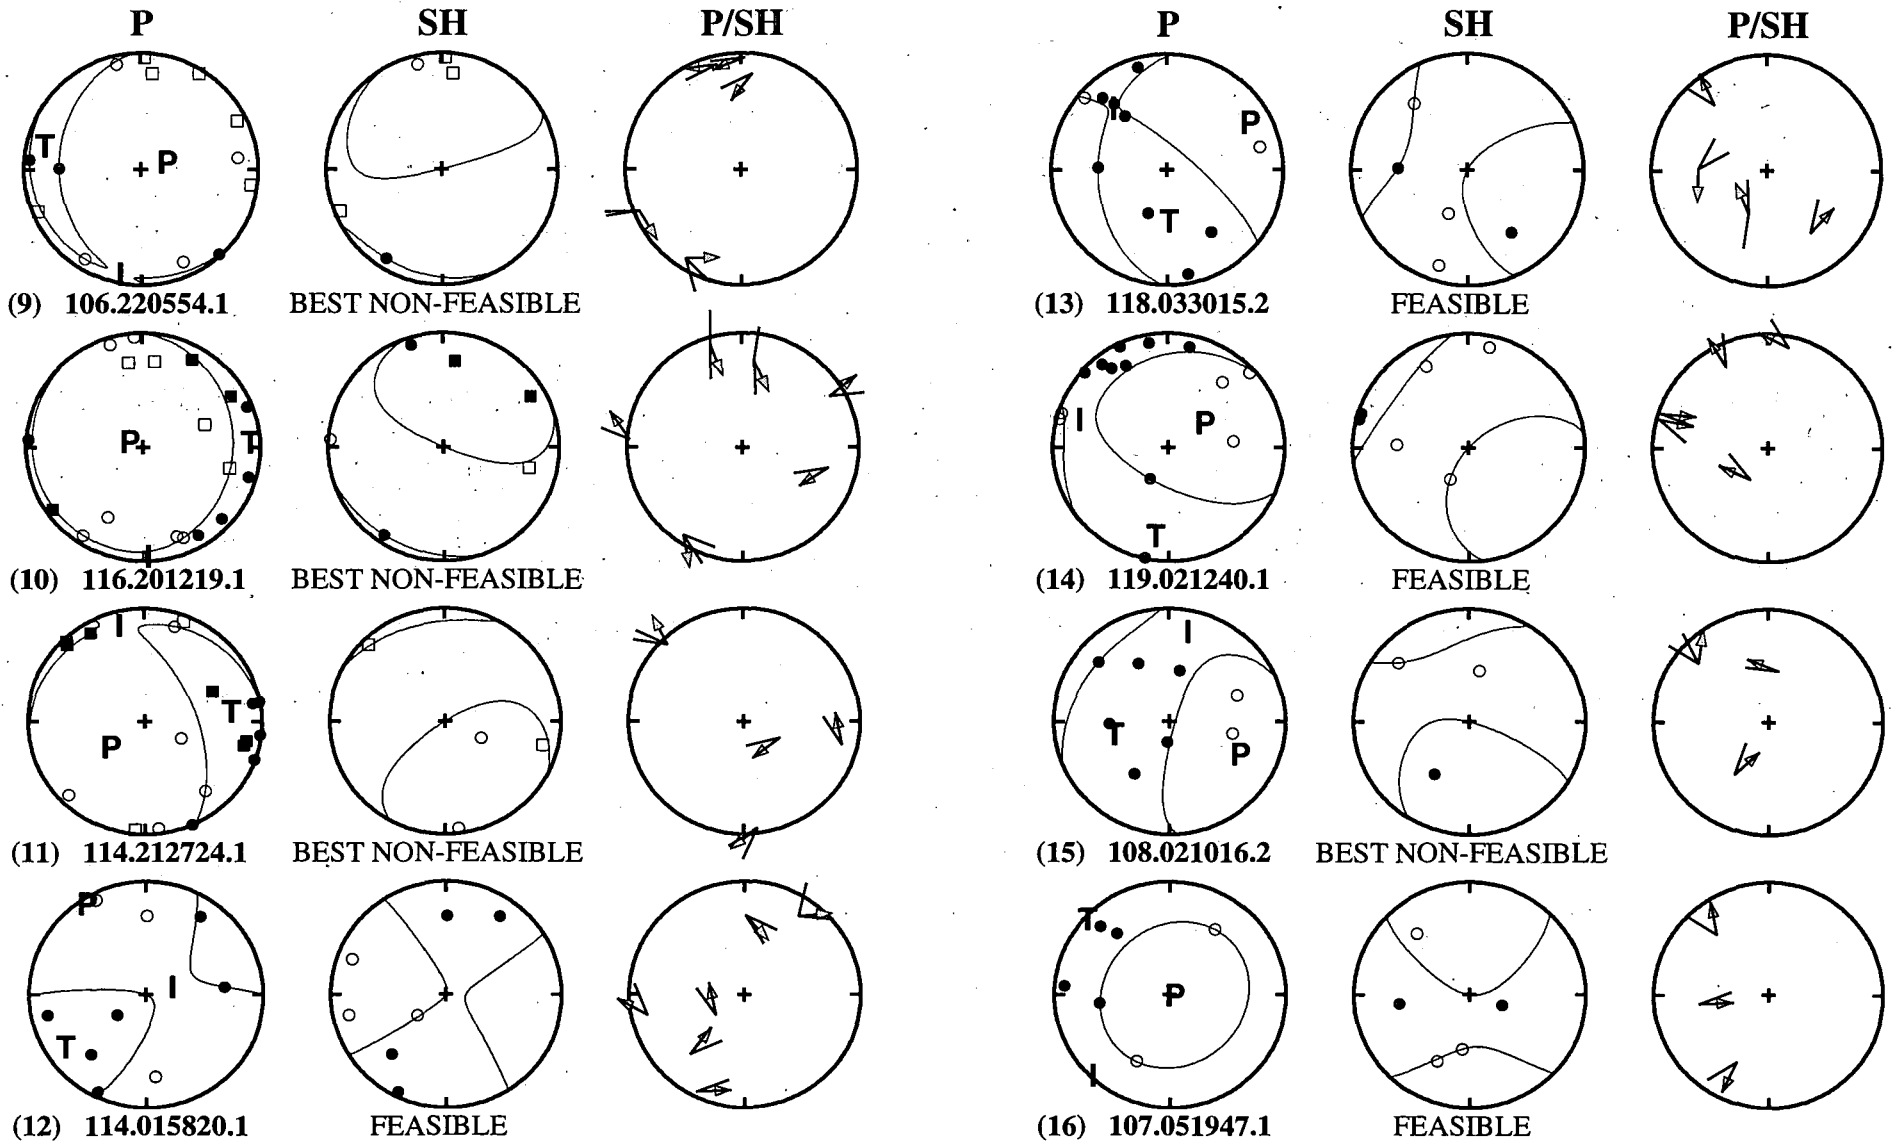 P SH P/SH P SH P/SH
T P
I
(9) 106.220554.1 BEST NON-FEASIBLE
P T
I
(10) 116.201219.1 BEST NON-FEASIBLE
I
T
P
(11) 114.212724.1 BEST NON-FEASIBLE
P
I
T
(12) 114.015820.1 FEASIBLE
I P
T
(13) 118.033015.2 FEASIBLE
I P
T
(14) 119.021240.1 FEASIBLE
I
T P
(15) 108.021016.2 BEST NON-FEASIBLE
T
P
I
(16) 107.051947.1 FEASIBLE